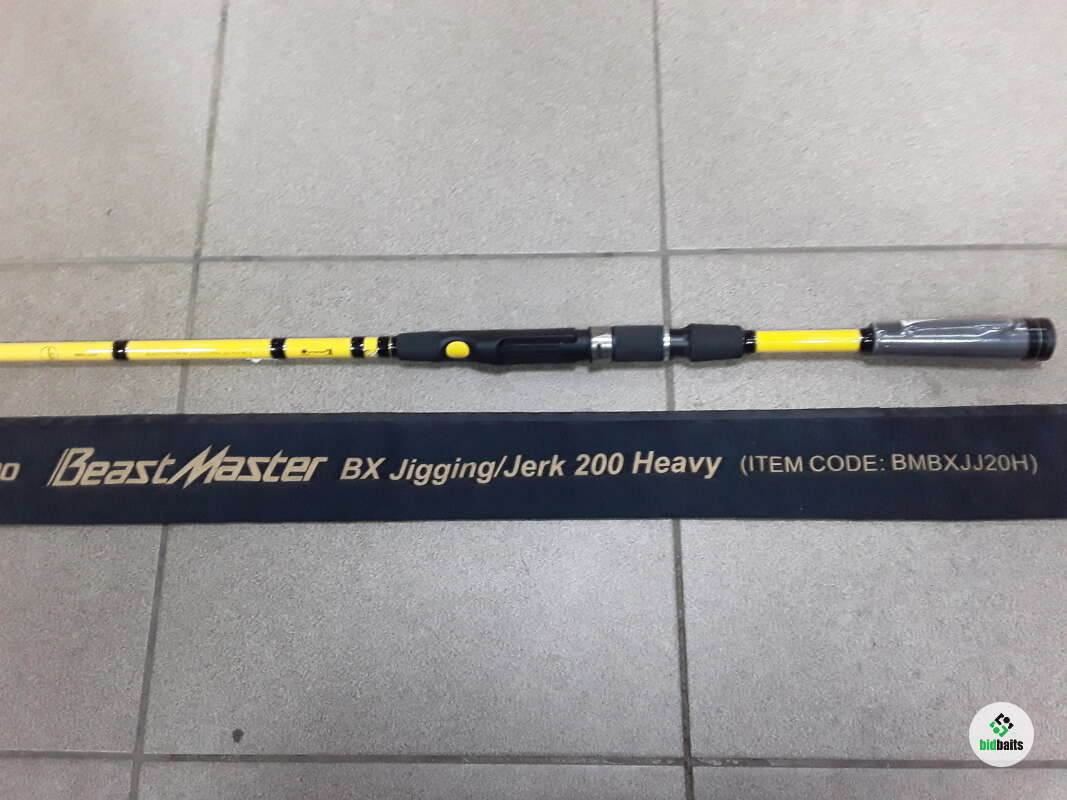 BeastMaster BX Jigging/Jerk 200 Heavy (ITEM CODE: BMBXJJ20H)
bidbaits